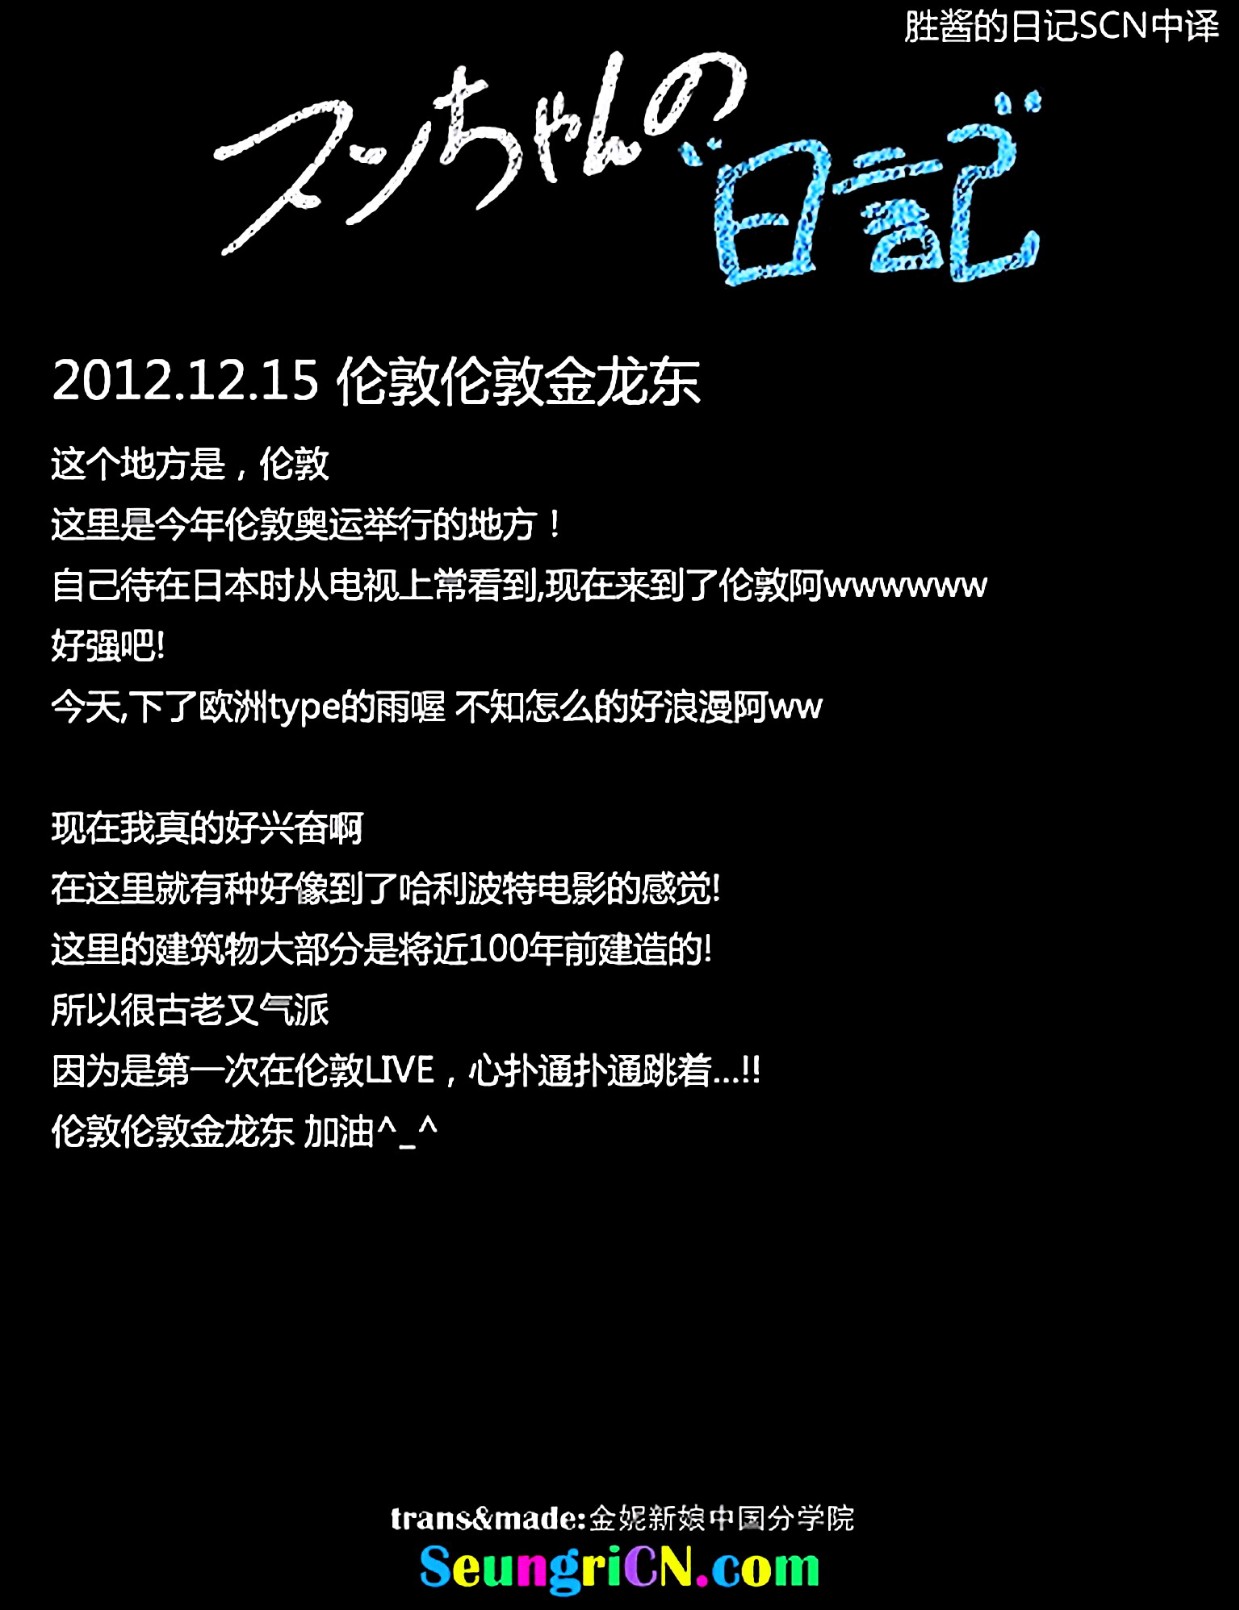 胜酱的日记SCN中译
スンちゃんの
日記
2012.12.15 伦敦伦敦金龙东
这个地方是，伦敦
这里是今年伦敦奥运举行的地方！
自己待在日本时从电视上常看到,现在来到了伦敦阿wwwwww
好强吧!
今天,下了欧洲type的雨喔 不知怎么的好浪漫阿ww
现在我真的好兴奋啊
在这里就有种好像到了哈利波特电影的感觉!
这里的建筑物大部分是将近100年前建造的!
所以很古老又气派
因为是第一次在伦敦LIVE，心扑通扑通跳着...!!
伦敦伦敦金龙东 加油^_^
trans&made:金妮新娘中国分学院
SeungriCN.com